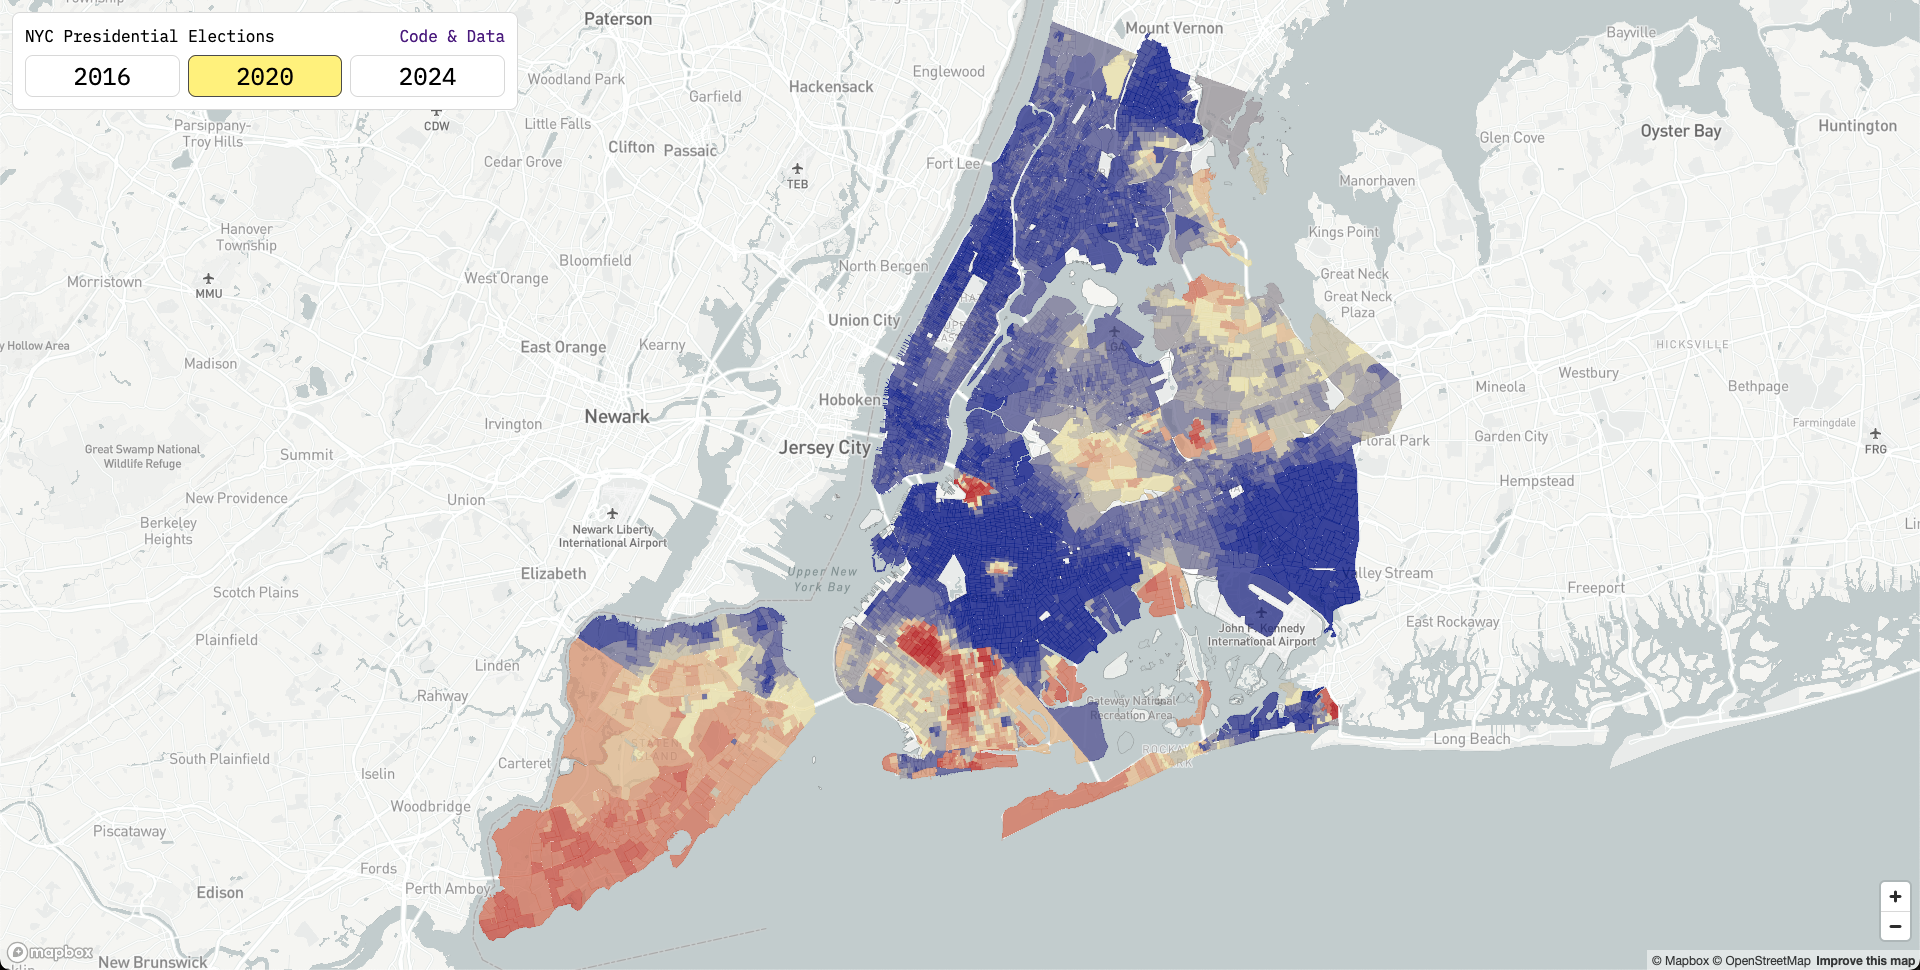 NYC Presidential Elections
Code & Data
2016
2020
2024
Township
Paterson
Mount Vernon
Bayville
Woodland Park
Hackensack
Englewood
Garfield
CDW
Parsippany-
Troy Hills
Little Falls
Clifton
Passaic
Cedar Grove
TEB
Fort Lee
Glen Cove
Oyster Bay
Huntington
Manorhaven
Hanover
Township
Kings Point
Morristown
MMU
West Orange
Bloomfield
North Bergen
Great Neck
Great Neck
Plaza
Union City
y Hollow Area
Madison
East Orange
Kearny
LGA
HICKSVILLE
Mineola
Westbury
Bethpage
Hoboken
Newark
Irvington
Jersey City
Great Swamp National
Wildlife Refuge
Summit
Floral Park
Garden City
Farmingdale
FRG
New Providence
Union
Hempstead
Berkeley
Heights
Newark Liberty
International Airport
Elizabeth
Upper New
York Bay
Scotch Plains
Valley Stream
Freeport
John F. Kennedy
International Airport
East Rockaway
Plainfield
Linden
Rahway
Gateway National
Recreation Area
STATEN
ISLAND
ROCKAWAY
PARK
Long Beach
South Plainfield
Carteret
Iselin
Woodbridge
Piscataway
Fords
Perth Amboy
Edison
New Brunswick
mapbox
+
−
© Mapbox © OpenStreetMap Improve this map